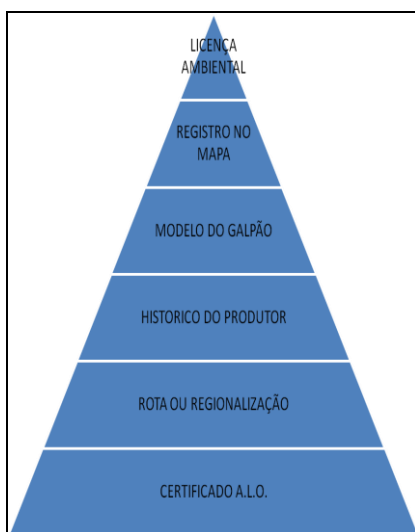 LICENÇA
AMBIENTAL
REGISTRO NO
MAPA
MODELO DO GALPÃO
HISTORICO DO PRODUTOR
ROTA OU REGIONALIZAÇÃO
CERTIFICADO A.L.O.